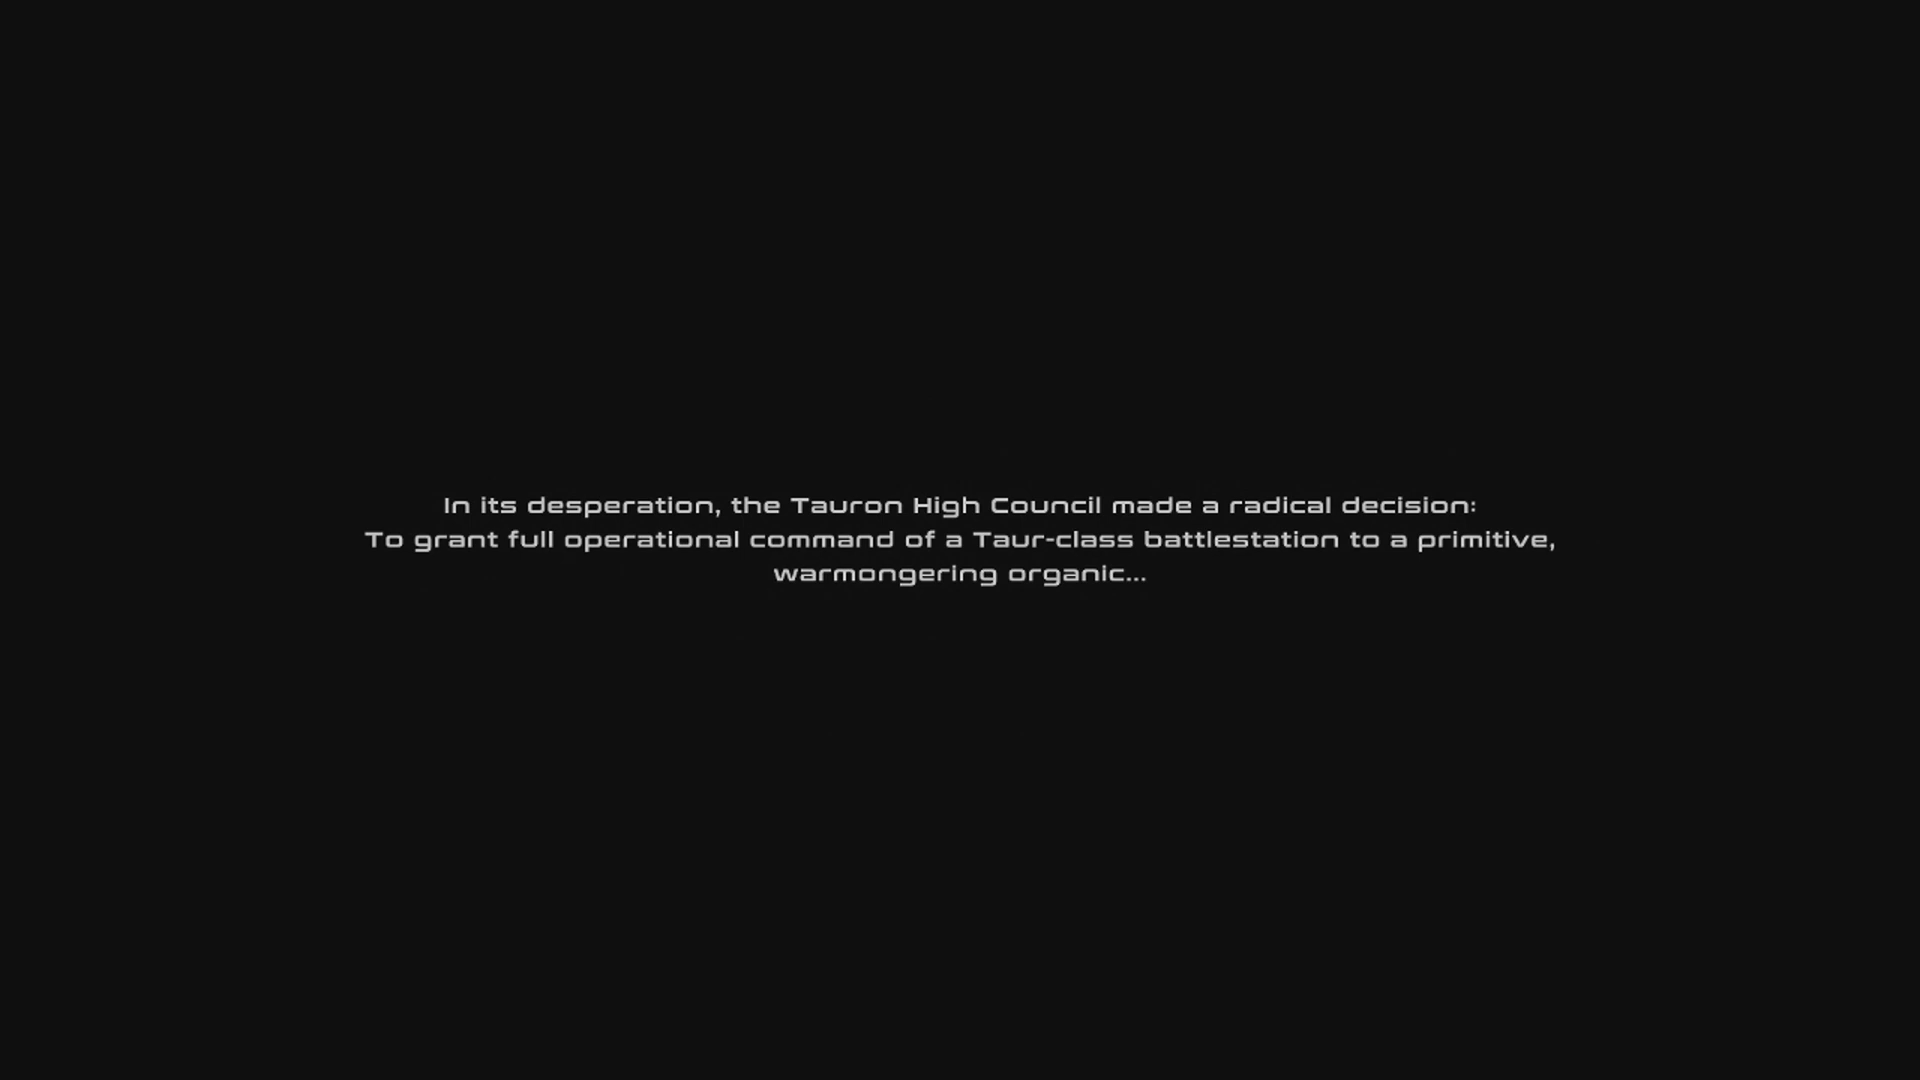 In its desperation, the Tauron High Council made a radical decision:
To grant full operational command of a Taur-class battlestation to a primitive,
warmongering organic...